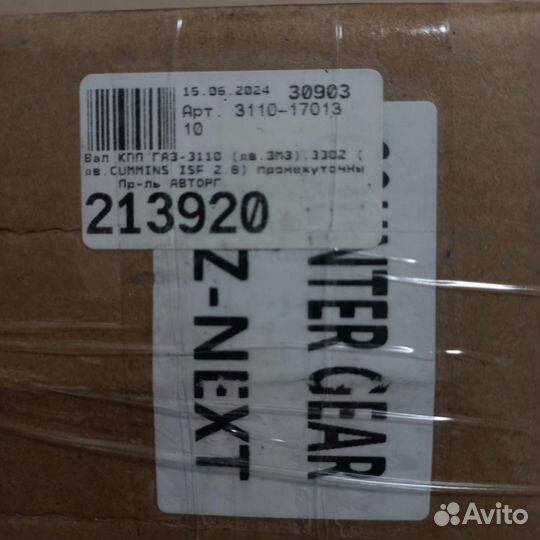 15.06.2024 30903
Арт. 3110-17013
10
Вал КПП ГАЗ-3110 (дв.ЗМЗ),3302 (
дв.CUMMINS ISF 2.8) промежуточны
Пр-ль АВТОРГ
213920
UNTER GEAR
Z-NEXT
Avito